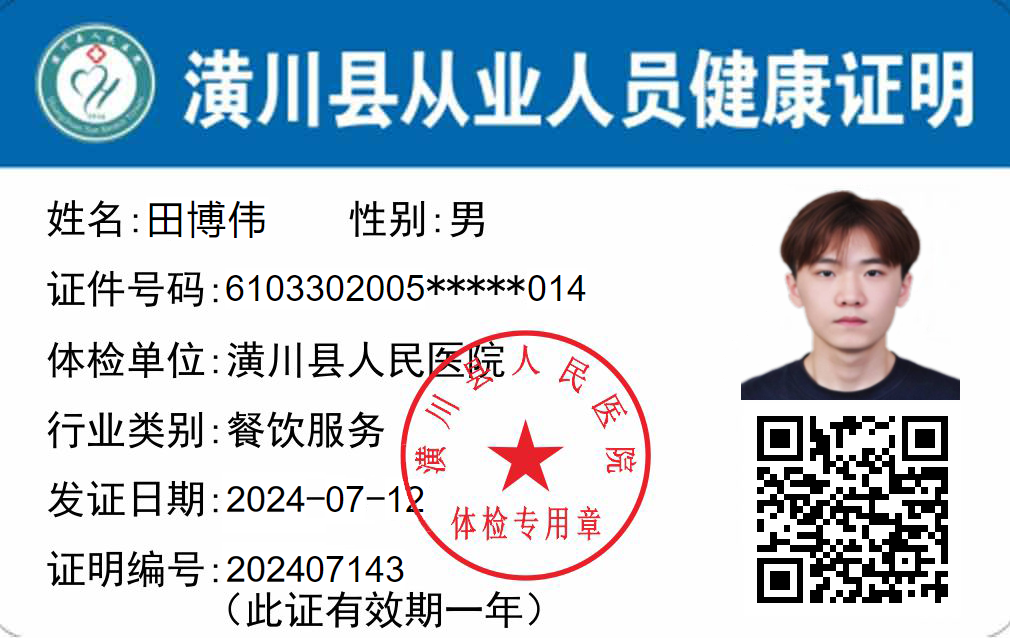 潢川县从业人员健康证明
姓名:田博伟 性别:男
证件号码:6103302005*****014
体检单位:潢川县人民医院
行业类别:餐饮服务
发证日期:2024-07-12
证明编号:202407143
（此证有效期一年）
潢川县人民医院
体检专用章